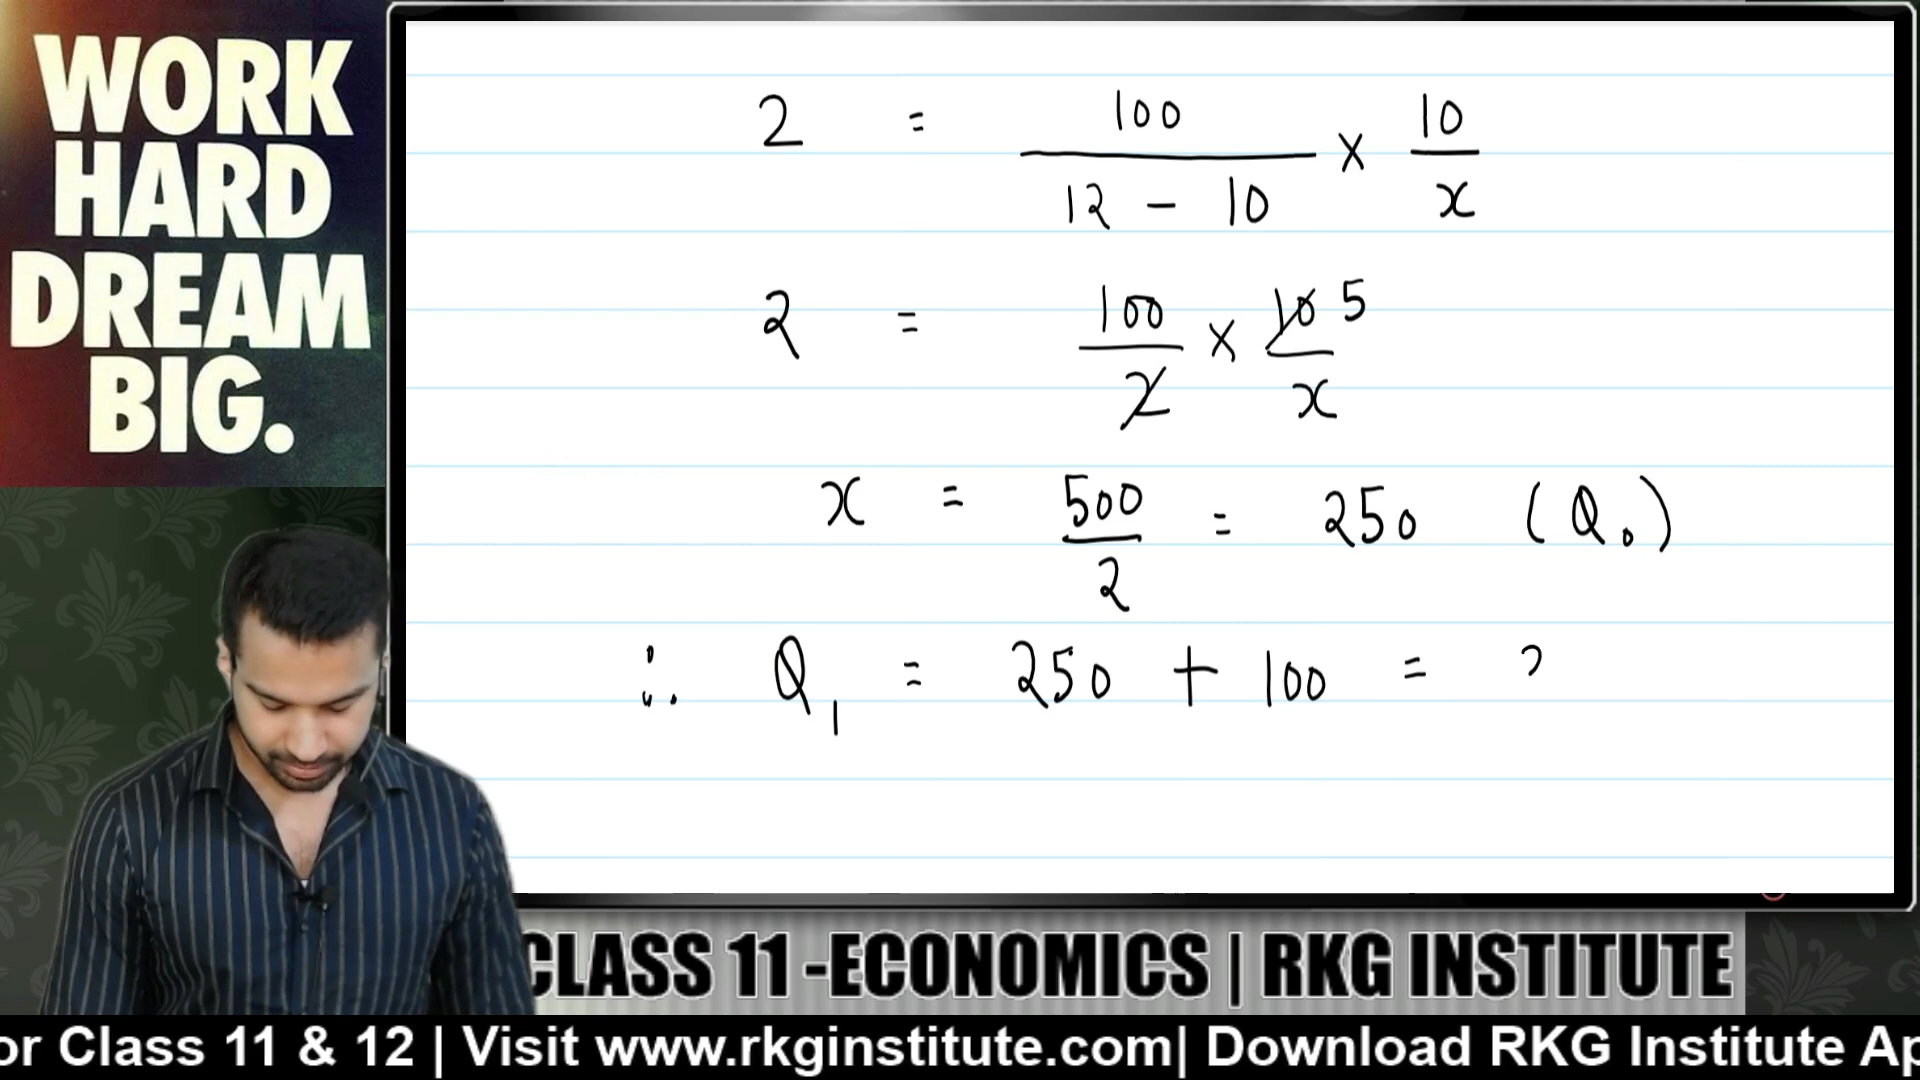 WORK
HARD
DREAM
BIG.
2 = 100 / 12 - 10 × 10 / x
2 = 100 / 2 × 10 5 / x
x = 500 / 2 = 250 (Q₀)
∴ Q₁ = 250 + 100 =
CLASS 11 -ECONOMICS | RKG INSTITUTE
or Class 11 & 12 | Visit www.rkginstitute.com| Download RKG Institute Ap